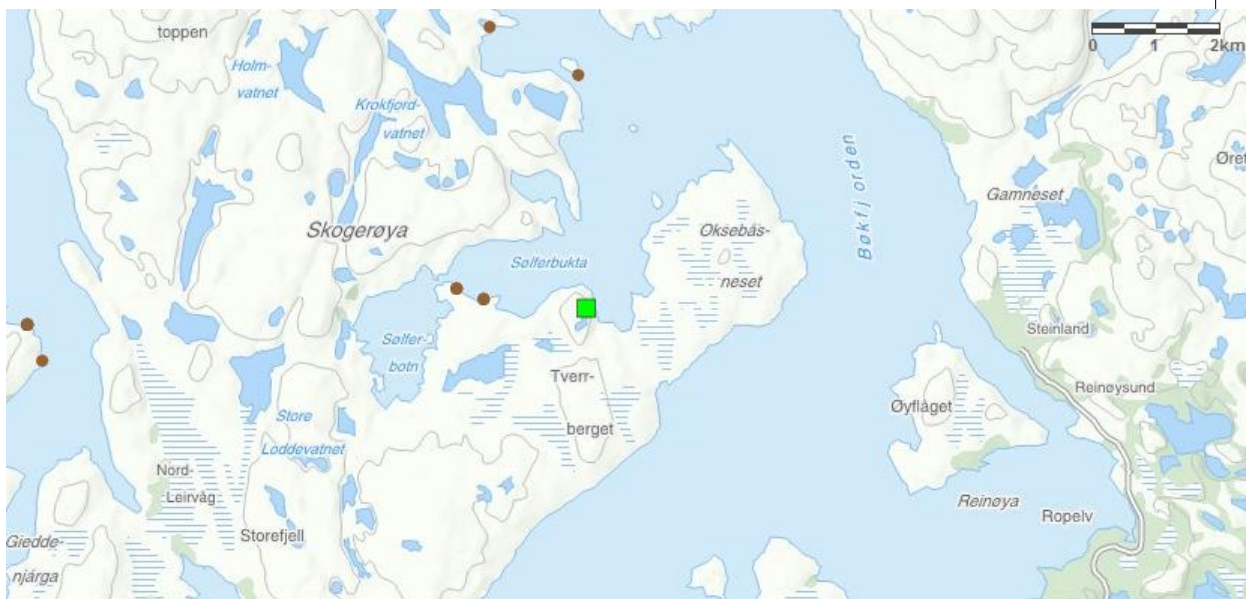 toppen
0 1 2km
Holm-
vatnet
Krokfjord-
vatnet
Bøkfjorden
Øret
Gamneset
Skogerøya
Oksebås-
neset
Sølferbukta
Steinland
Sølfer-
botn
Tverr-
berget
Reinøysund
Øyflåget
Store
Loddevatnet
Nord-
Leirvåg
Reinøya
Ropelv
Storefjell
Giedde-
njárga